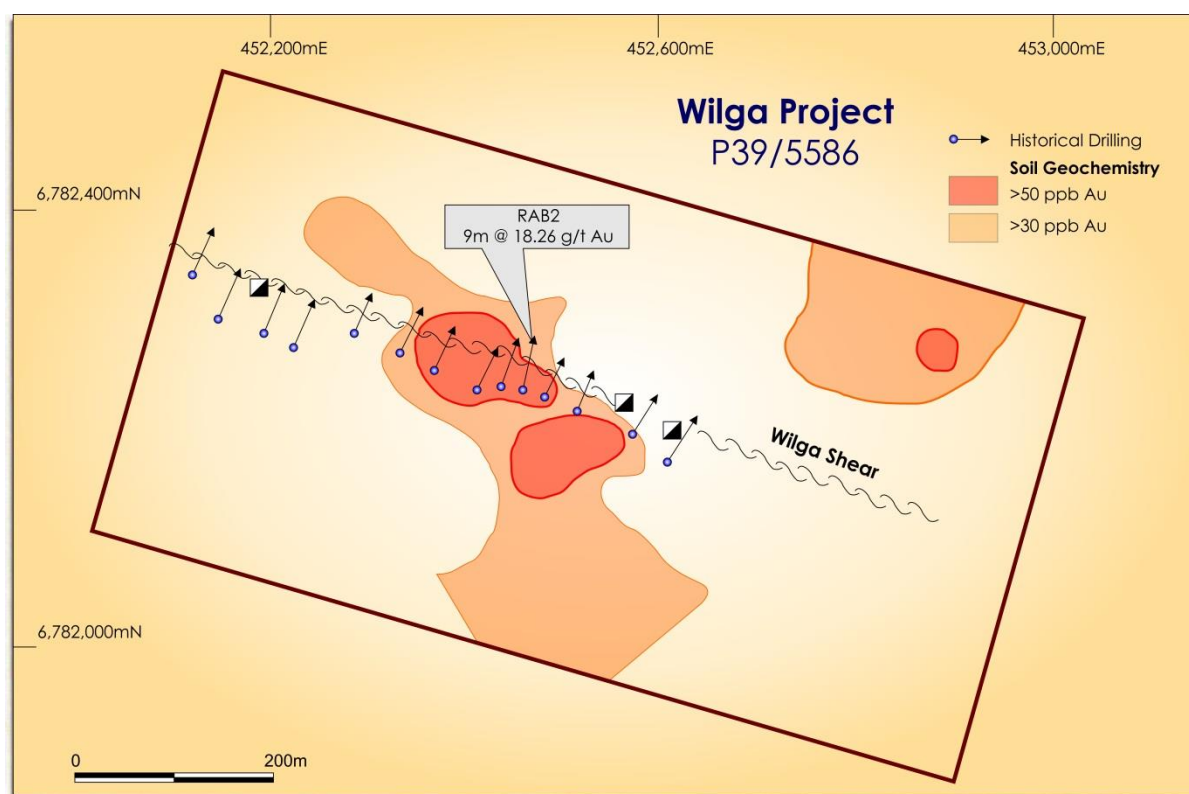 452,200mE
452,600mE
453,000mE
Wilga Project
P39/5586
Historical Drilling
Soil Geochemistry
>50 ppb Au
>30 ppb Au
6,782,400mN
RAB2
9m @ 18.26 g/t Au
Wilga Shear
6,782,000mN
0
200m